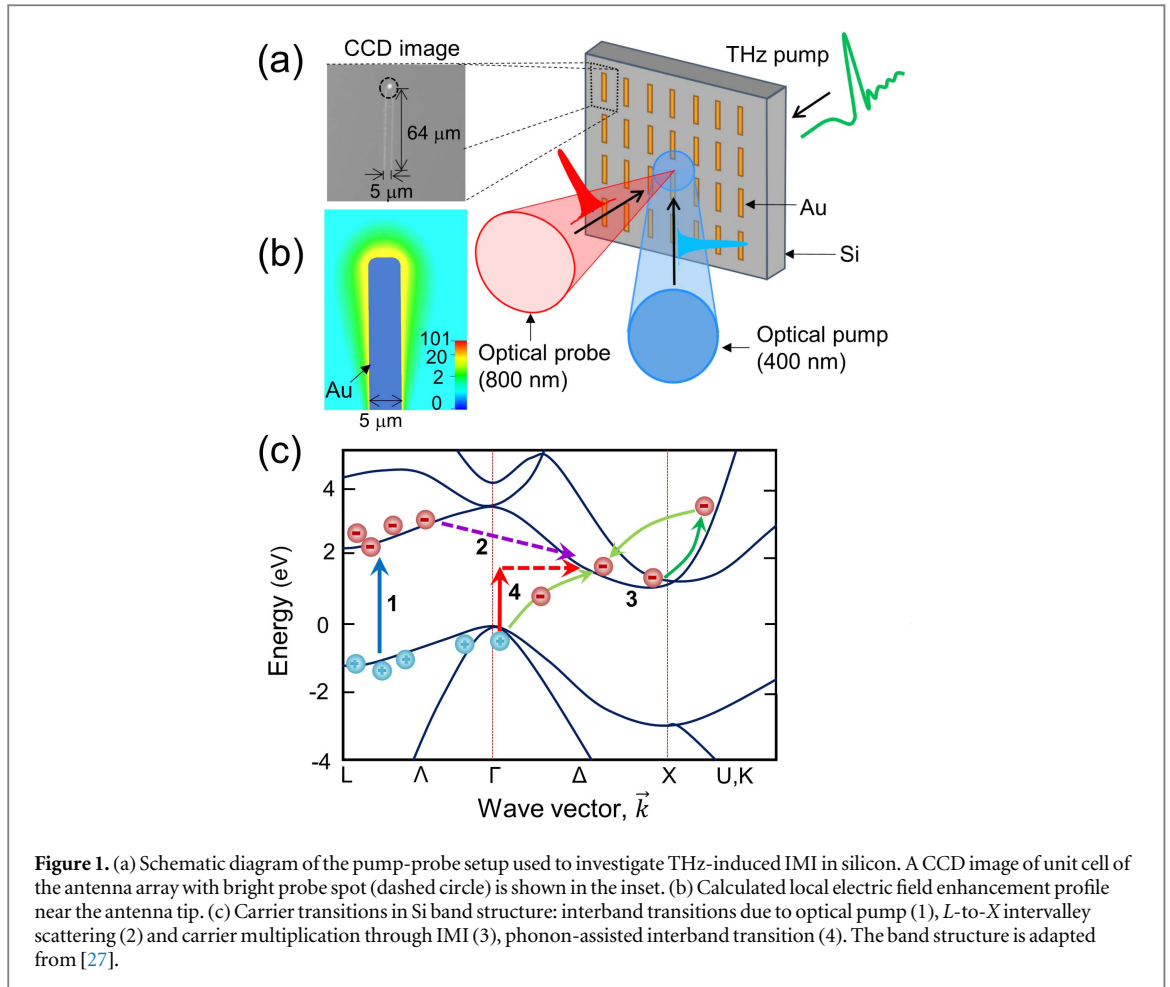 (a)
CCD image
64 μm
5 μm
THz pump
Au
Si
Optical probe
(800 nm)
Optical pump
(400 nm)
(b)
Au
5 μm
101
20
2
0
(c)
Energy (eV)
4
2
0
-2
-4
1
2
3
4
L
Λ
Γ
Δ
X
U,K
Wave vector, k⃗
Figure 1. (a) Schematic diagram of the pump-probe setup used to investigate THz-induced IMI in silicon. A CCD image of unit cell of
the antenna array with bright probe spot (dashed circle) is shown in the inset. (b) Calculated local electric field enhancement profile
near the antenna tip. (c) Carrier transitions in Si band structure: interband transitions due to optical pump (1), L-to-X intervalley
scattering (2) and carrier multiplication through IMI (3), phonon-assisted interband transition (4). The band structure is adapted
from [27].